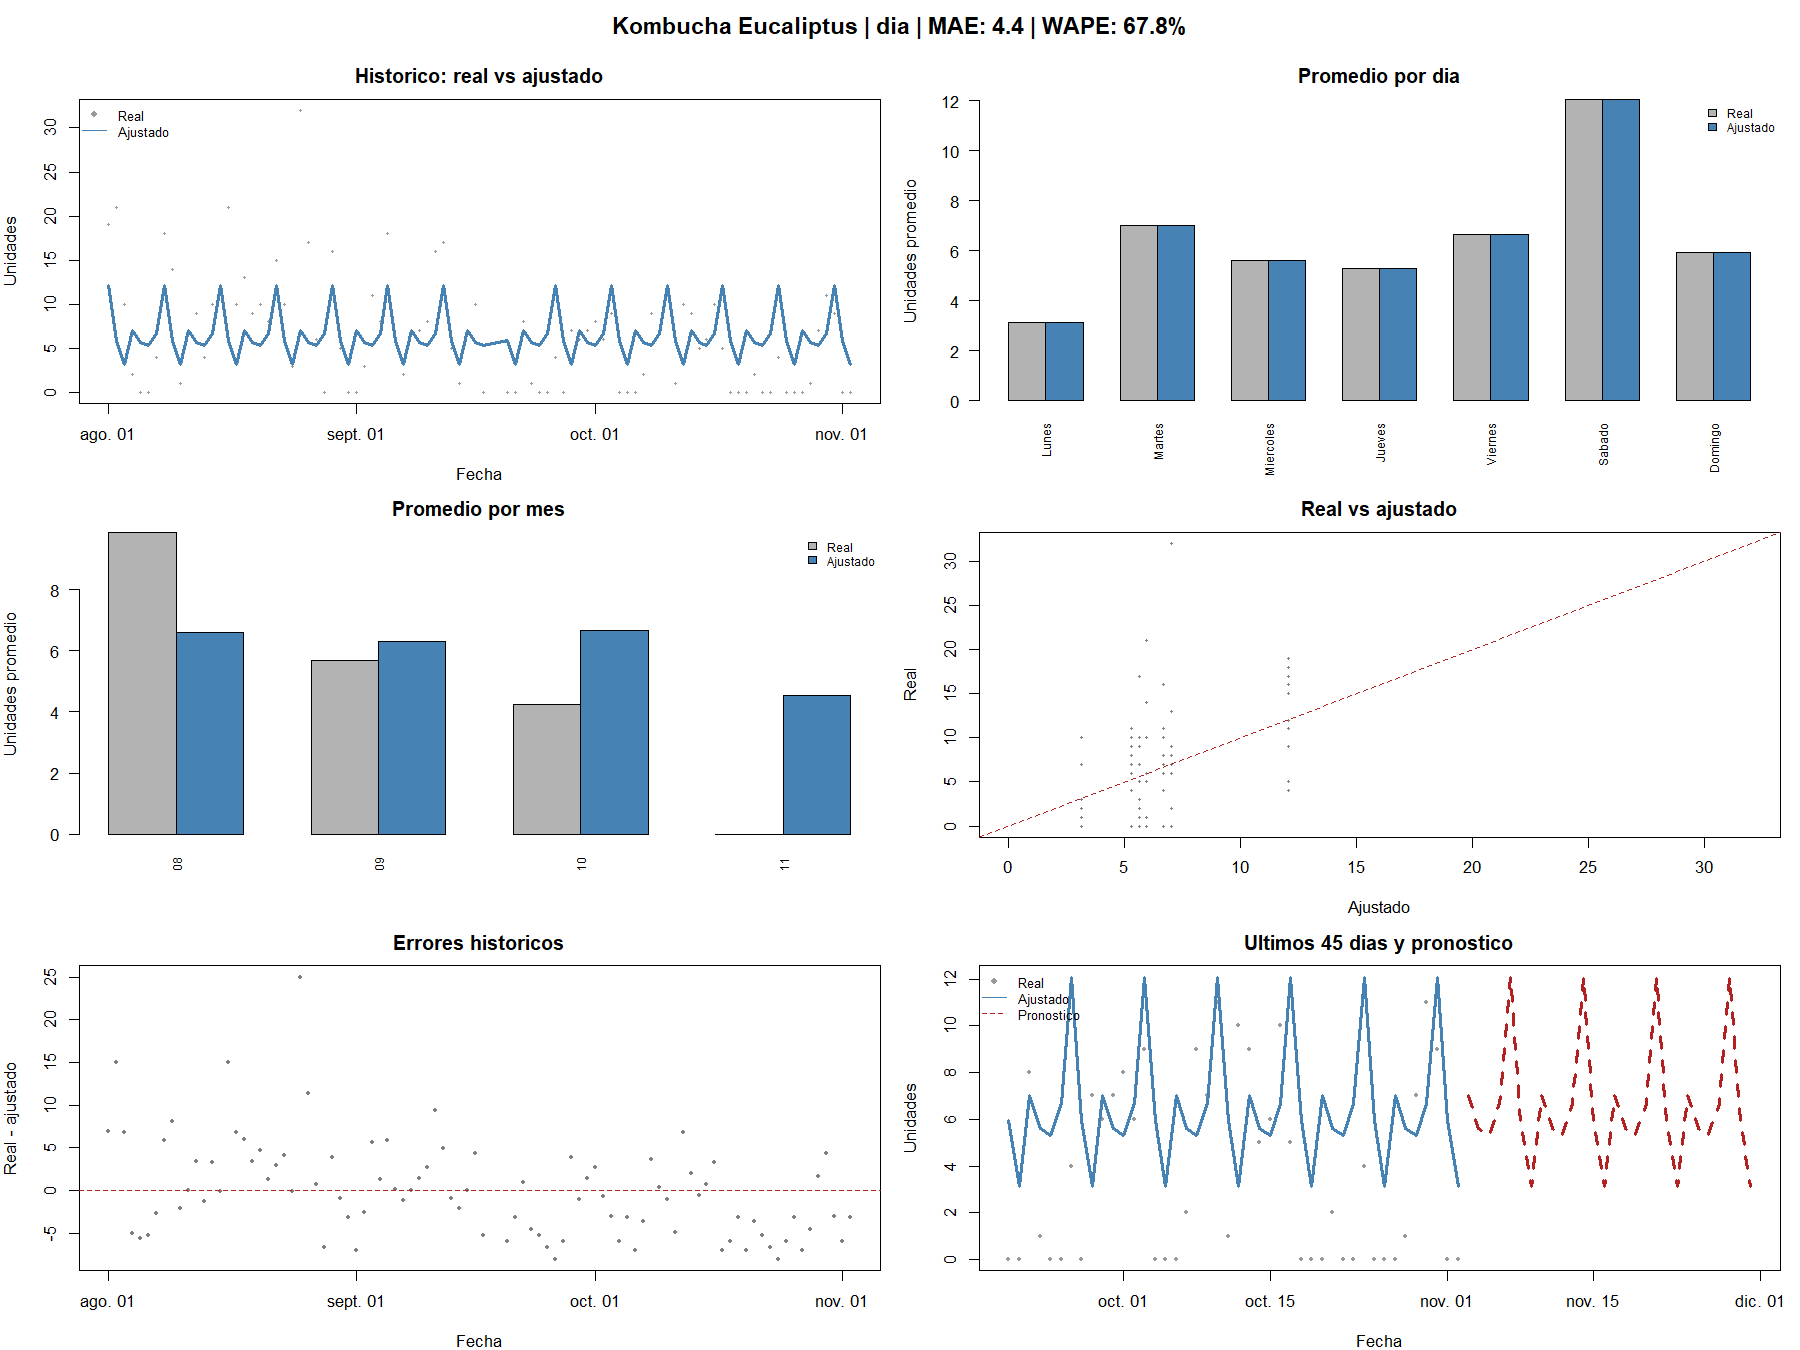 Kombucha Eucaliptus | dia | MAE: 4.4 | WAPE: 67.8%
Historico: real vs ajustado
Real
Ajustado
Unidades
30
25
20
15
10
5
0
ago. 01 sept. 01 oct. 01 nov. 01
Fecha
Promedio por dia
Real
Ajustado
Unidades promedio
12
10
8
6
4
2
0
Lunes Martes Miercoles Jueves Viernes Sabado Domingo
Promedio por mes
Real
Ajustado
Unidades promedio
8
6
4
2
0
08 09 10 11
Real vs ajustado
Real
30
25
20
15
10
5
0
0 5 10 15 20 25 30
Ajustado
Errores historicos
Real - ajustado
25
20
15
10
5
0
-5
ago. 01 sept. 01 oct. 01 nov. 01
Fecha
Ultimos 45 dias y pronostico
Real
Ajustado
Pronostico
Unidades
12
10
8
6
4
2
0
oct. 01 oct. 15 nov. 01 nov. 15 dic. 01
Fecha